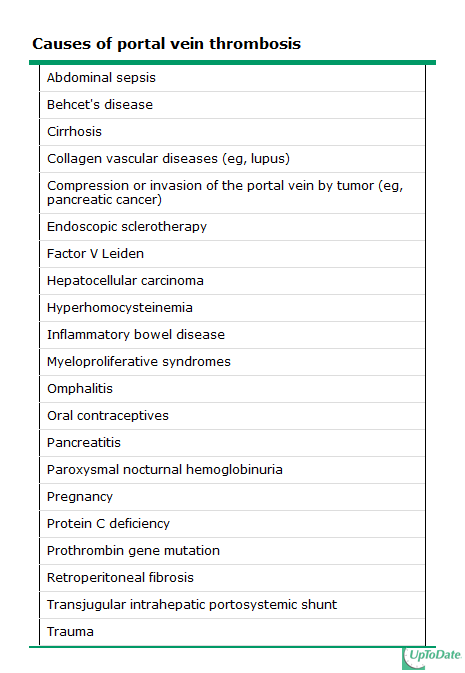 Causes of portal vein thrombosis
Abdominal sepsis
Behcet's disease
Cirrhosis
Collagen vascular diseases (eg, lupus)
Compression or invasion of the portal vein by tumor (eg,
pancreatic cancer)
Endoscopic sclerotherapy
Factor V Leiden
Hepatocellular carcinoma
Hyperhomocysteinemia
Inflammatory bowel disease
Myeloproliferative syndromes
Omphalitis
Oral contraceptives
Pancreatitis
Paroxysmal nocturnal hemoglobinuria
Pregnancy
Protein C deficiency
Prothrombin gene mutation
Retroperitoneal fibrosis
Transjugular intrahepatic portosystemic shunt
Trauma
UpToDate